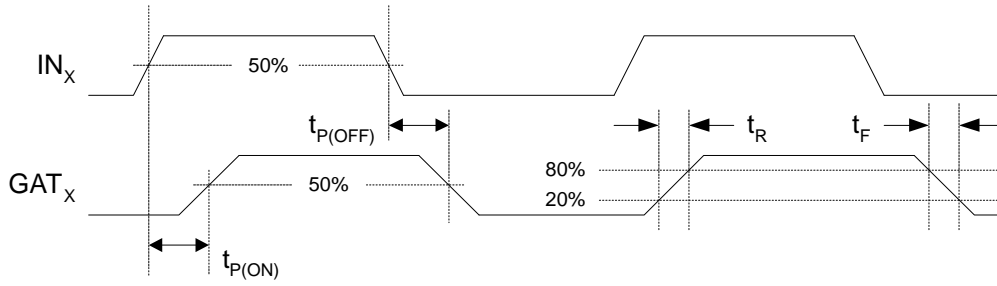 IN_X
50%
t_P(OFF)
t_R
t_F
GAT_X
50%
80%
20%
t_P(ON)